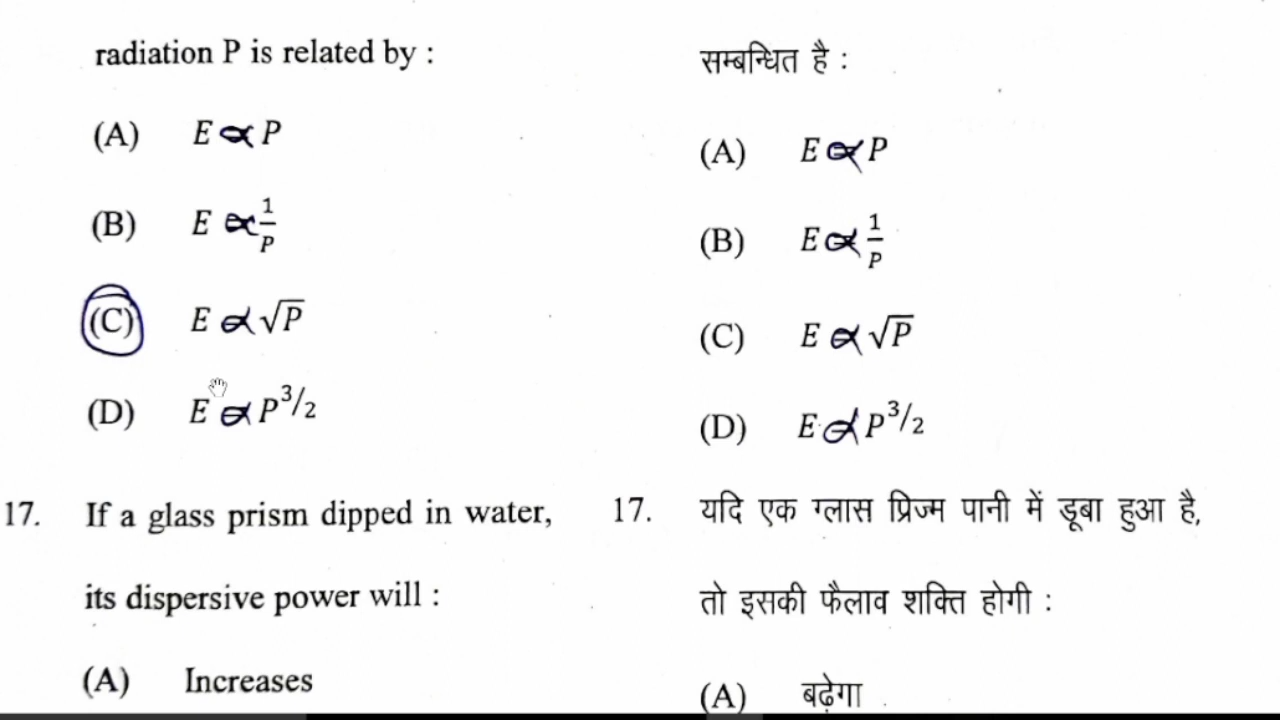 radiation P is related by :
(A) E ∝ P
(B) E ∝ 1/P
(C) E ∝ √P
(D) E ∝ P^3/2
17. If a glass prism dipped in water,
its dispersive power will :
(A) Increases
सम्बन्धित है :
(A) E ∝ P
(B) E ∝ 1/P
(C) E ∝ √P
(D) E ∝ P^3/2
17. यदि एक ग्लास प्रिज्म पानी में डूबा हुआ है,
तो इसकी फैलाव शक्ति होगी :
(A) बढ़ेगा